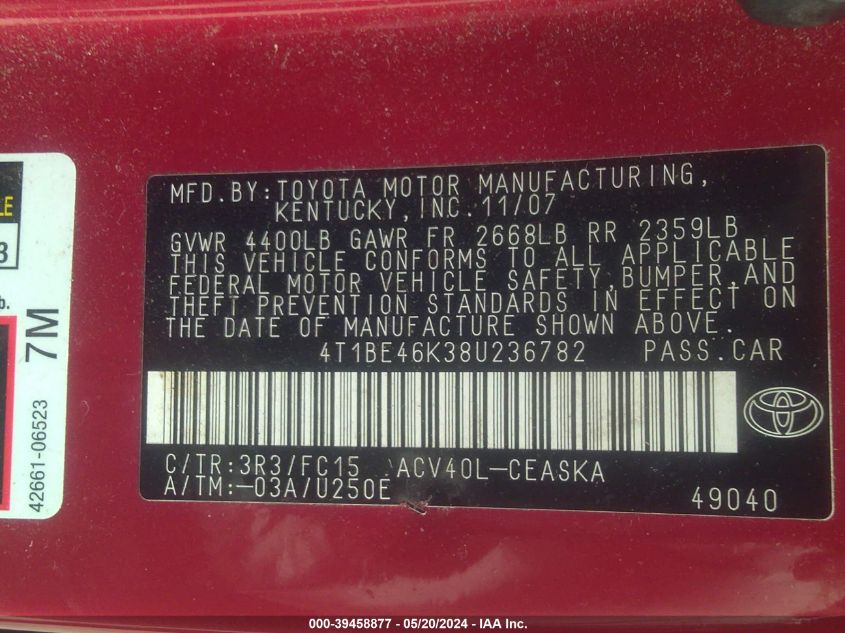 LE
3
b.
7M
42661-06523
MFD.BY:TOYOTA MOTOR MANUFACTURING,
KENTUCKY,INC.11/07
GVWR 4400LB GAWR FR 2668LB RR 2359LB
THIS VEHICLE CONFORMS TO ALL APPLICABLE
FEDERAL MOTOR VEHICLE SAFETY,BUMPER,AND
THEFT PREVENTION STANDARDS IN EFFECT ON
THE DATE OF MANUFACTURE SHOWN ABOVE.
4T1BE46K38U236782 PASS.CAR
C/TR:3R3/FC15 ACV40L-CEASKA
A/TM:-03A/U250E 49040
000-39458877 - 05/20/2024 - IAA Inc.